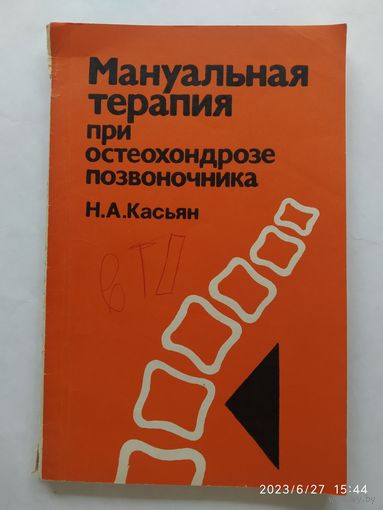 Мануальная
терапия
при
остеохондрозе
позвоночника
Н.А.Касьян
2023/6/27 15:44